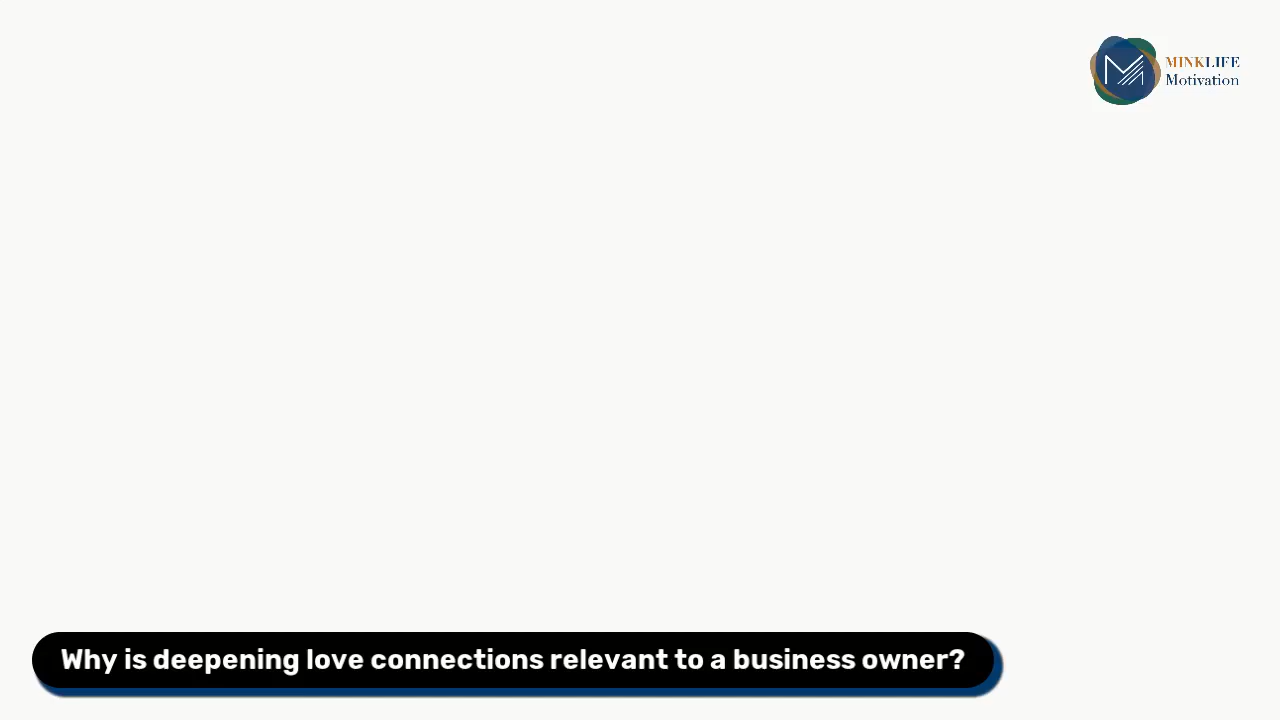 MINKLIFE
Motivation
Why is deepening love connections relevant to a business owner?